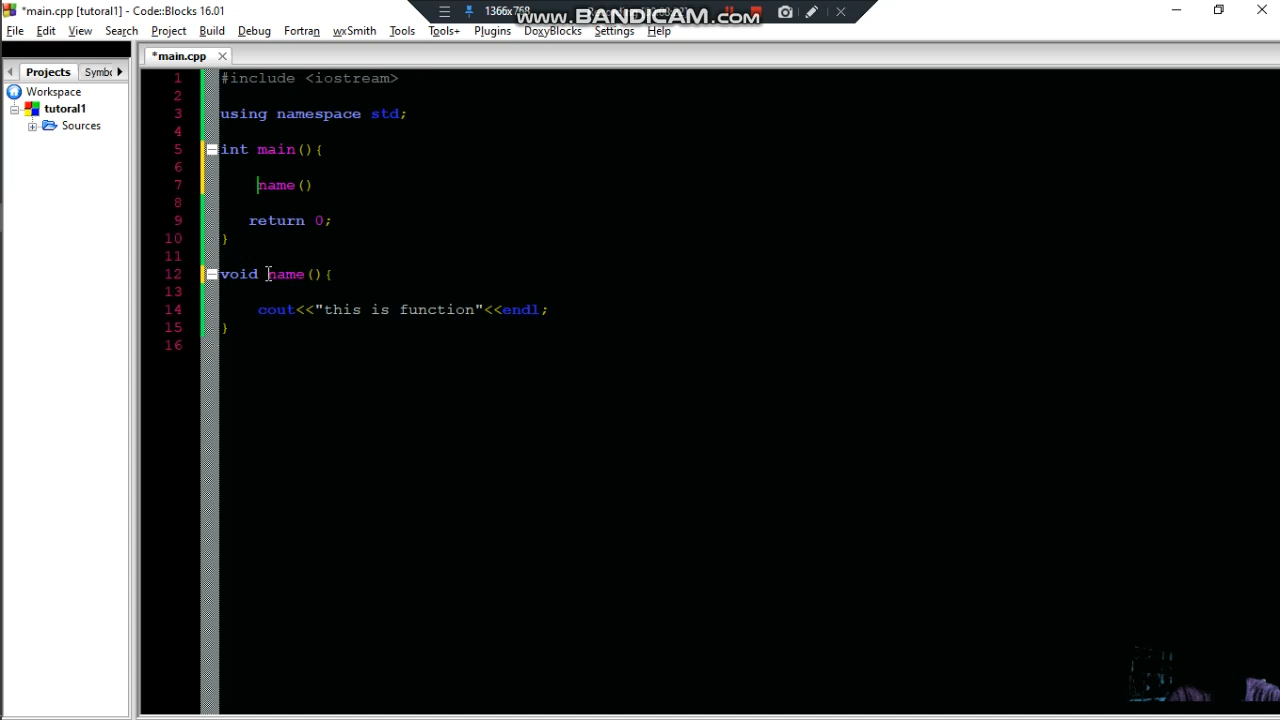 *main.cpp [tutoral1] - Code::Blocks 16.01
1366x768
www.BANDICAM.com
File Edit View Search Project Build Debug Fortran wxSmith Tools Tools+ Plugins DoxyBlocks Settings Help
*main.cpp
Projects Symbo
Workspace
tutoral1
Sources
1 #include <iostream>
2
3 using namespace std;
4
5 int main(){
6
7 name()
8
9 return 0;
10 }
11
12 void name(){
13
14 cout<<"this is function"<<endl;
15 }
16